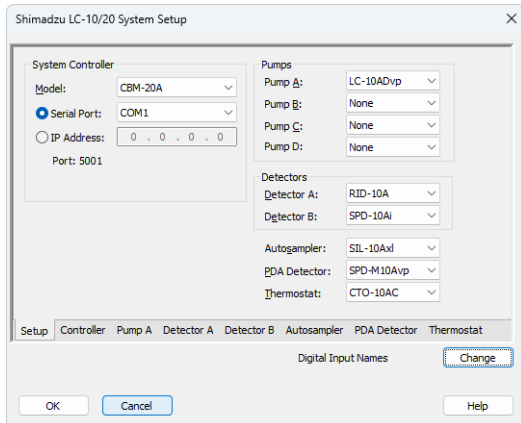 Shimadzu LC-10/20 System Setup
System Controller
Model: CBM-20A
Serial Port: COM1
IP Address: 0 . 0 . 0 . 0
Port: 5001
Pumps
Pump A: LC-10ADvp
Pump B: None
Pump C: None
Pump D: None
Detectors
Detector A: RID-10A
Detector B: SPD-10Ai
Autosampler: SIL-10Axl
PDA Detector: SPD-M10Avp
Thermostat: CTO-10AC
Setup Controller Pump A Detector A Detector B Autosampler PDA Detector Thermostat
Digital Input Names Change
OK Cancel Help